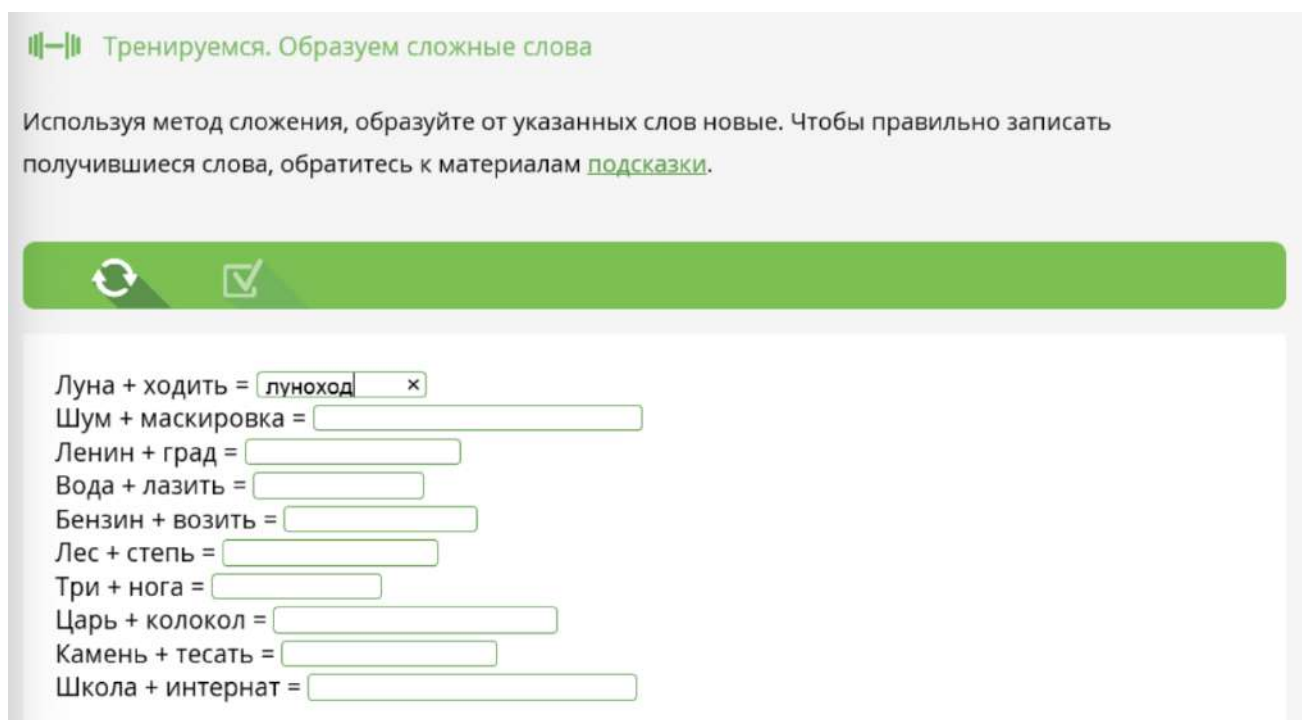 Тренируемся. Образуем сложные слова
Используя метод сложения, образуйте от указанных слов новые. Чтобы правильно записать
получившиеся слова, обратитесь к материалам подсказки.
Луна + ходить = луноход ×
Шум + маскировка =
Ленин + град =
Вода + лазить =
Бензин + возить =
Лес + степь =
Три + нога =
Царь + колокол =
Камень + тесать =
Школа + интернат =